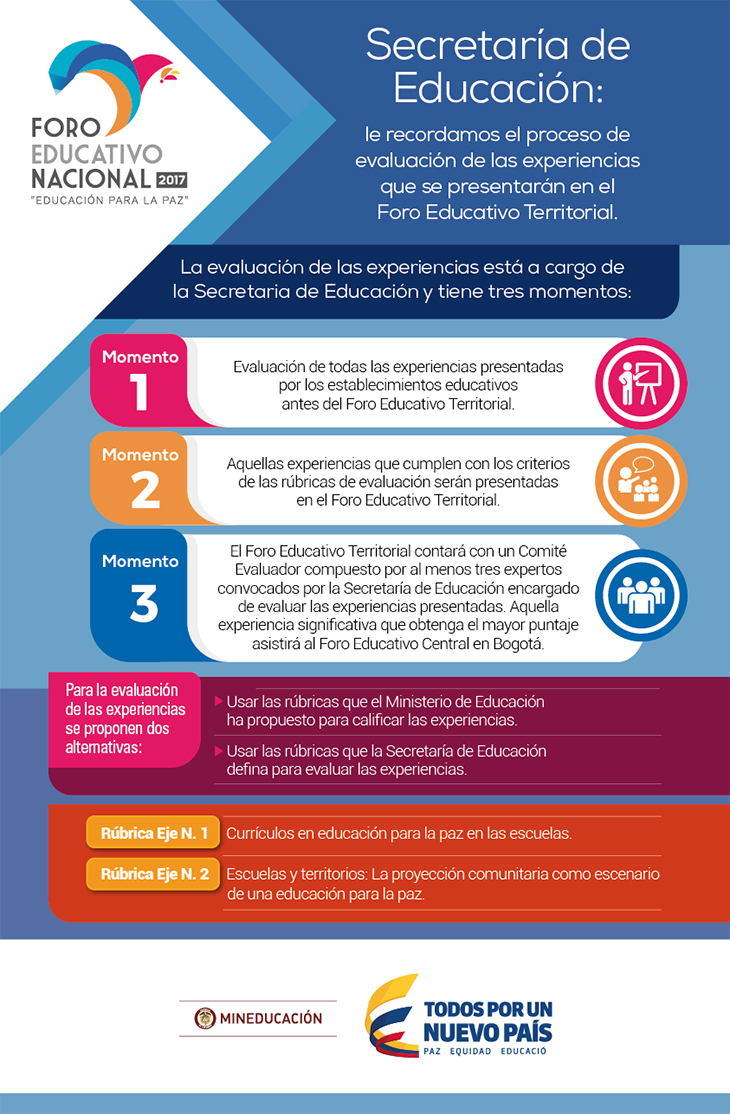 FORO
EDUCATIVO
NACIONAL 2017
"EDUCACIÓN PARA LA PAZ"
Secretaría de
Educación:
le recordamos el proceso de
evaluación de las experiencias
que se presentarán en el
Foro Educativo Territorial.
La evaluación de las experiencias está a cargo de
la Secretaria de Educación y tiene tres momentos:
Momento
1
Evaluación de todas las experiencias presentadas
por los establecimientos educativos
antes del Foro Educativo Territorial.
Momento
2
Aquellas experiencias que cumplen con los criterios
de las rúbricas de evaluación serán presentadas
en el Foro Educativo Territorial.
Momento
3
El Foro Educativo Territorial contará con un Comité
Evaluador compuesto por al menos tres expertos
convocados por la Secretaría de Educación encargado
de evaluar las experiencias presentadas. Aquella
experiencia significativa que obtenga el mayor puntaje
asistirá al Foro Educativo Central en Bogotá.
Para la evaluación
de las experiencias
se proponen dos
alternativas:
Usar las rúbricas que el Ministerio de Educación
ha propuesto para calificar las experiencias.
Usar las rúbricas que la Secretaría de Educación
defina para evaluar las experiencias.
Rúbrica Eje N. 1
Currículos en educación para la paz en las escuelas.
Rúbrica Eje N. 2
Escuelas y territorios: La proyección comunitaria como escenario
de una educación para la paz.
MINEDUCACIÓN
TODOS POR UN
NUEVO PAÍS
PAZ EQUIDAD EDUCACIÓ